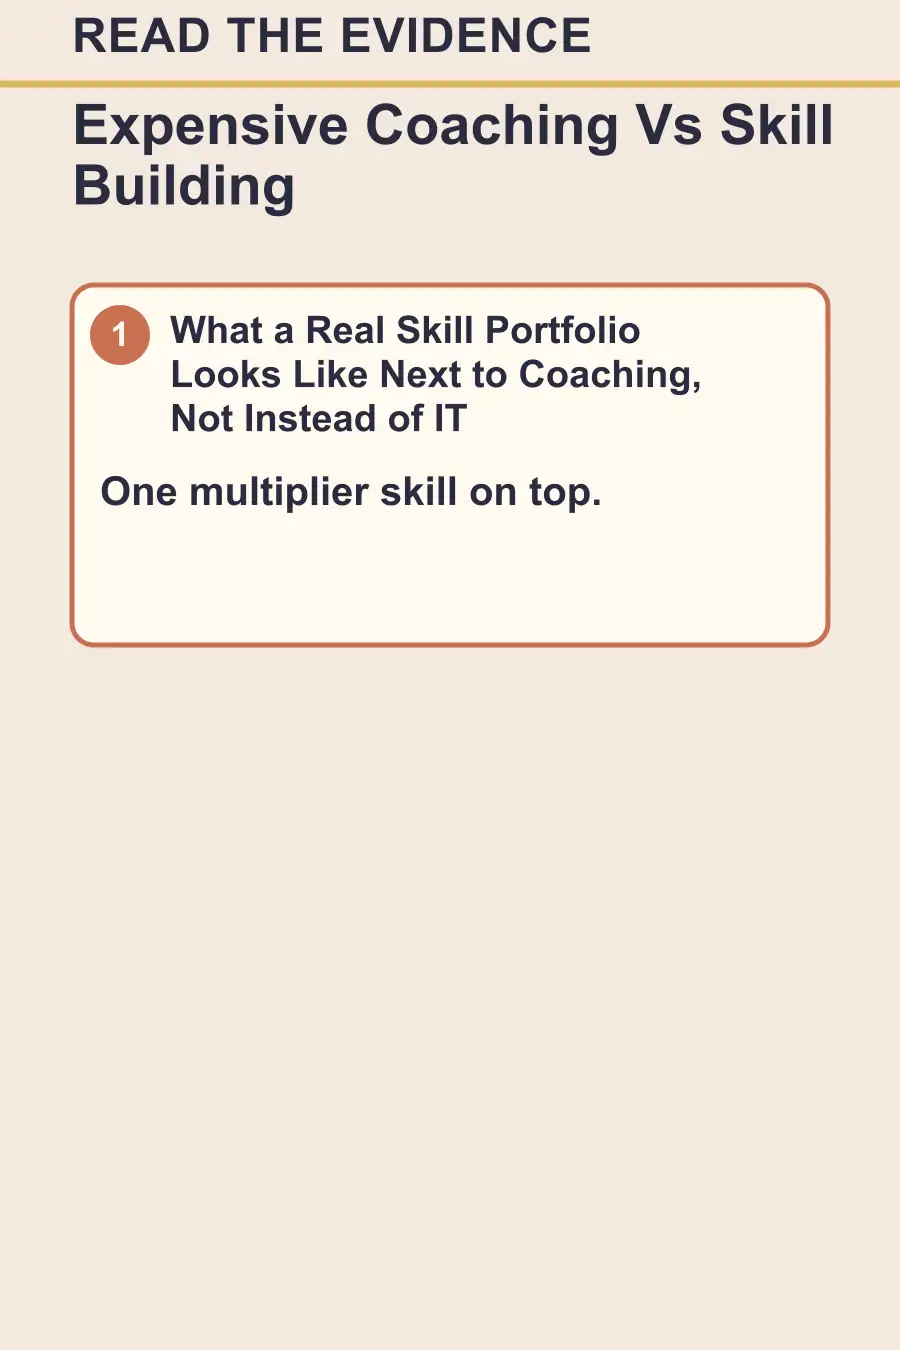 READ THE EVIDENCE
Expensive Coaching Vs Skill
Building
1
What a Real Skill Portfolio
Looks Like Next to Coaching,
Not Instead of IT
One multiplier skill on top.